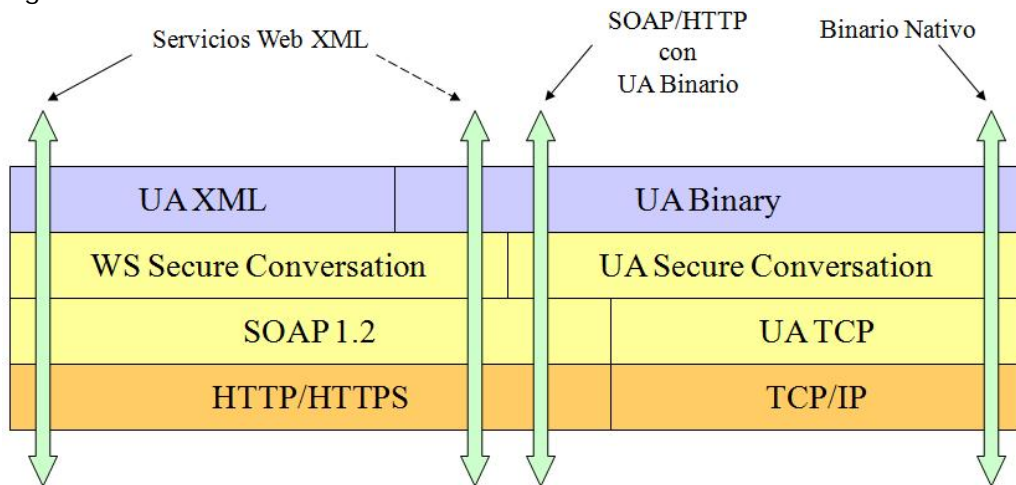 Servicios Web XML
SOAP/HTTP
con
UA Binario
Binario Nativo
UA XML
UA Binary
WS Secure Conversation
UA Secure Conversation
SOAP 1.2
UA TCP
HTTP/HTTPS
TCP/IP